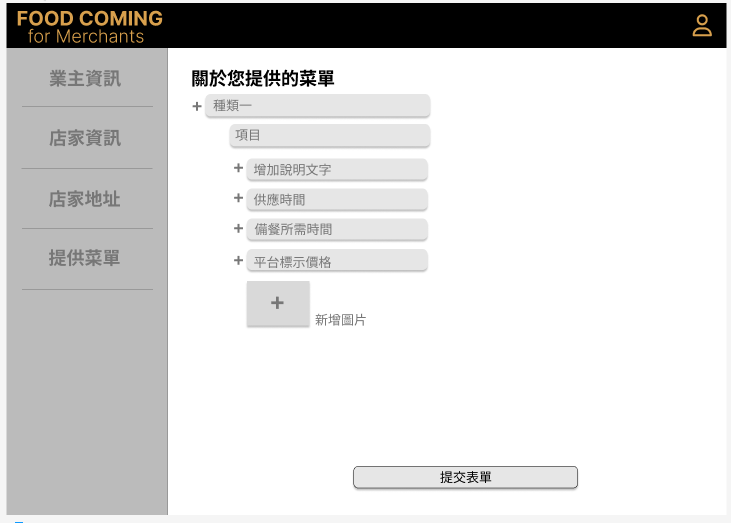 FOOD COMING
for Merchants
業主資訊
店家資訊
店家地址
提供菜單
關於您提供的菜單
+ 種類一
項目
+ 增加說明文字
+ 供應時間
+ 備餐所需時間
+ 平台標示價格
+
新增圖片
提交表單